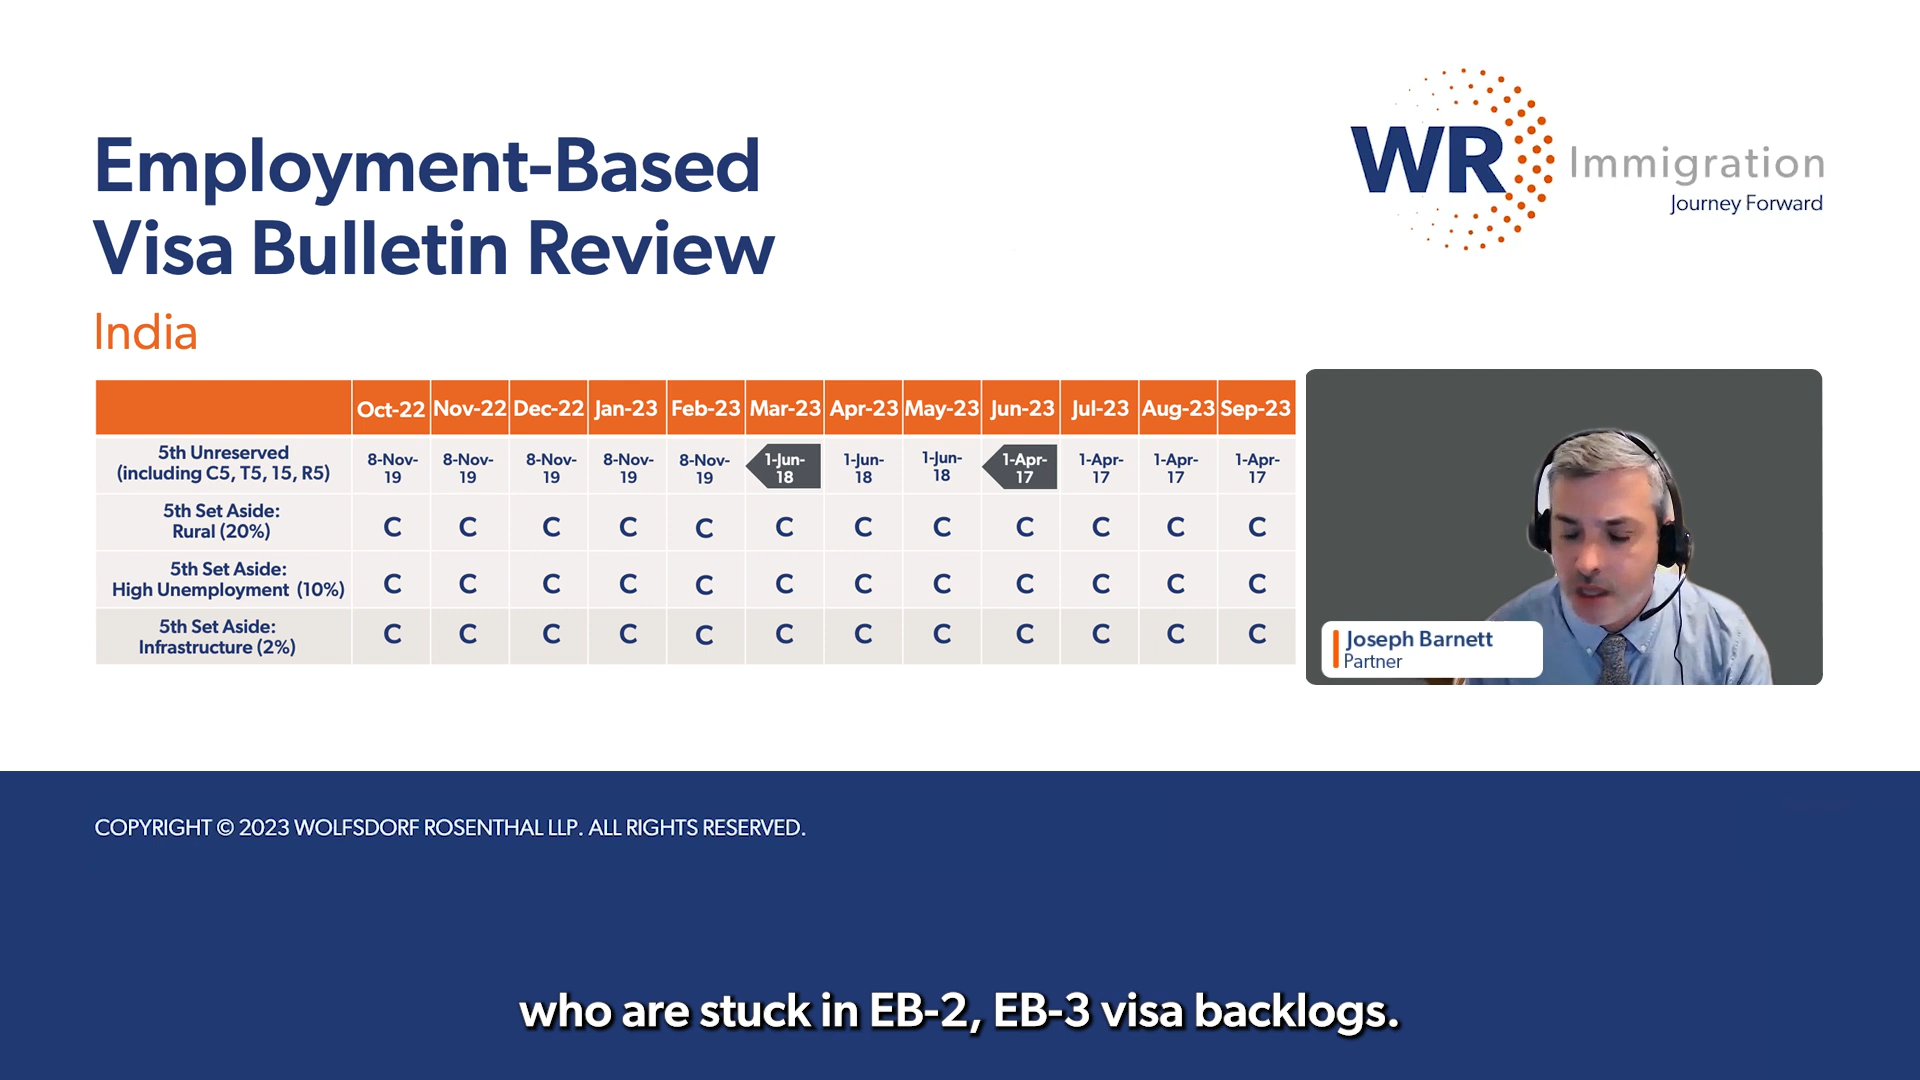 Employment-Based
Visa Bulletin Review
India
WR Immigration
Journey Forward
Oct-22 Nov-22 Dec-22 Jan-23 Feb-23 Mar-23 Apr-23 May-23 Jun-23 Jul-23 Aug-23 Sep-23
5th Unreserved
(including C5, T5, 15, R5)
8-Nov-19 8-Nov-19 8-Nov-19 8-Nov-19 8-Nov-19 1-Jun-18 1-Jun-18 1-Jun-18 1-Apr-17 1-Apr-17 1-Apr-17 1-Apr-17
5th Set Aside:
Rural (20%)
C C C C C C C C C C C C
5th Set Aside:
High Unemployment (10%)
C C C C C C C C C C C C
5th Set Aside:
Infrastructure (2%)
C C C C C C C C C C C C
Joseph Barnett
Partner
COPYRIGHT © 2023 WOLFSDORF ROSENTHAL LLP. ALL RIGHTS RESERVED.
who are stuck in EB-2, EB-3 visa backlogs.